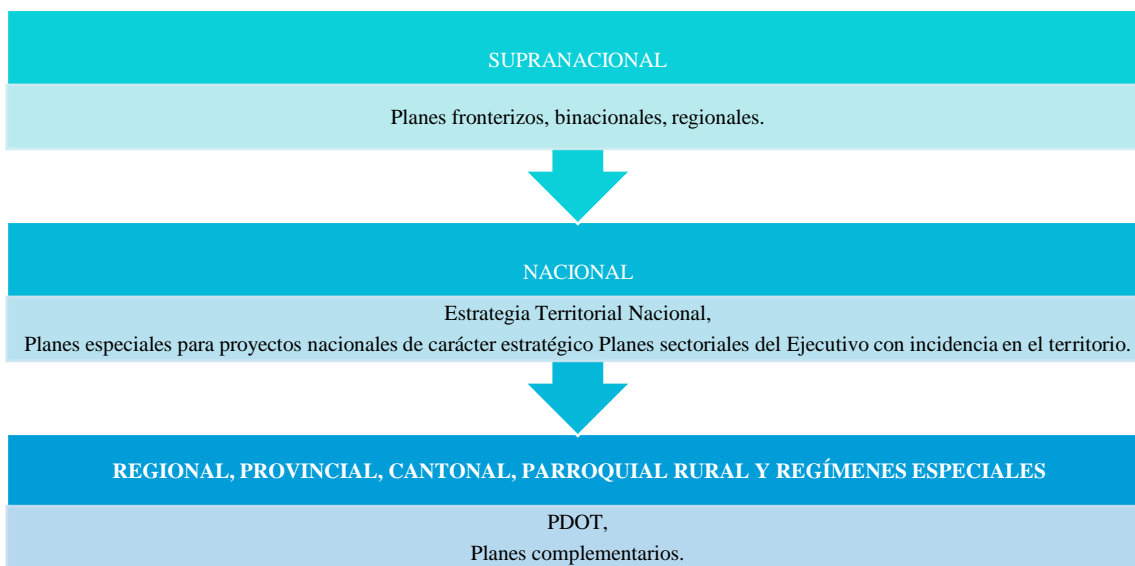 SUPRANACIONAL
Planes fronterizos, binacionales, regionales.
NACIONAL
Estrategia Territorial Nacional,
Planes especiales para proyectos nacionales de carácter estratégico Planes sectoriales del Ejecutivo con incidencia en el territorio.
REGIONAL, PROVINCIAL, CANTONAL, PARROQUIAL RURAL Y REGÍMENES ESPECIALES
PDOT,
Planes complementarios.